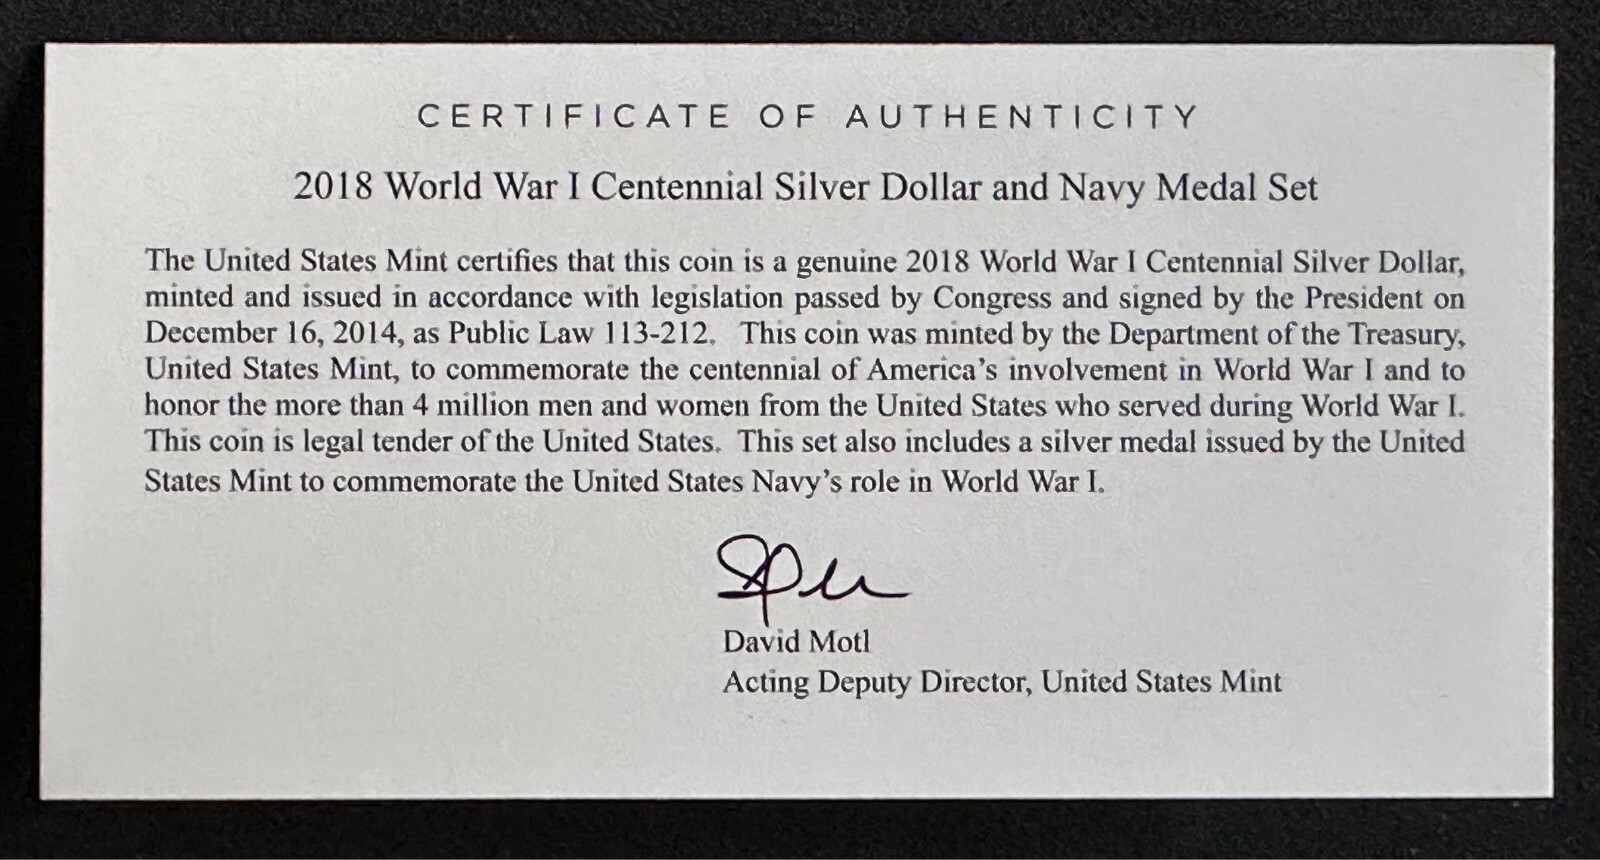 CERTIFICATE OF AUTHENTICITY
2018 World War I Centennial Silver Dollar and Navy Medal Set
The United States Mint certifies that this coin is a genuine 2018 World War I Centennial Silver Dollar,
minted and issued in accordance with legislation passed by Congress and signed by the President on
December 16, 2014, as Public Law 113-212.  This coin was minted by the Department of the Treasury,
United States Mint, to commemorate the centennial of America’s involvement in World War I and to
honor the more than 4 million men and women from the United States who served during World War I.
This coin is legal tender of the United States.  This set also includes a silver medal issued by the United
States Mint to commemorate the United States Navy’s role in World War I.
David Motl
Acting Deputy Director, United States Mint